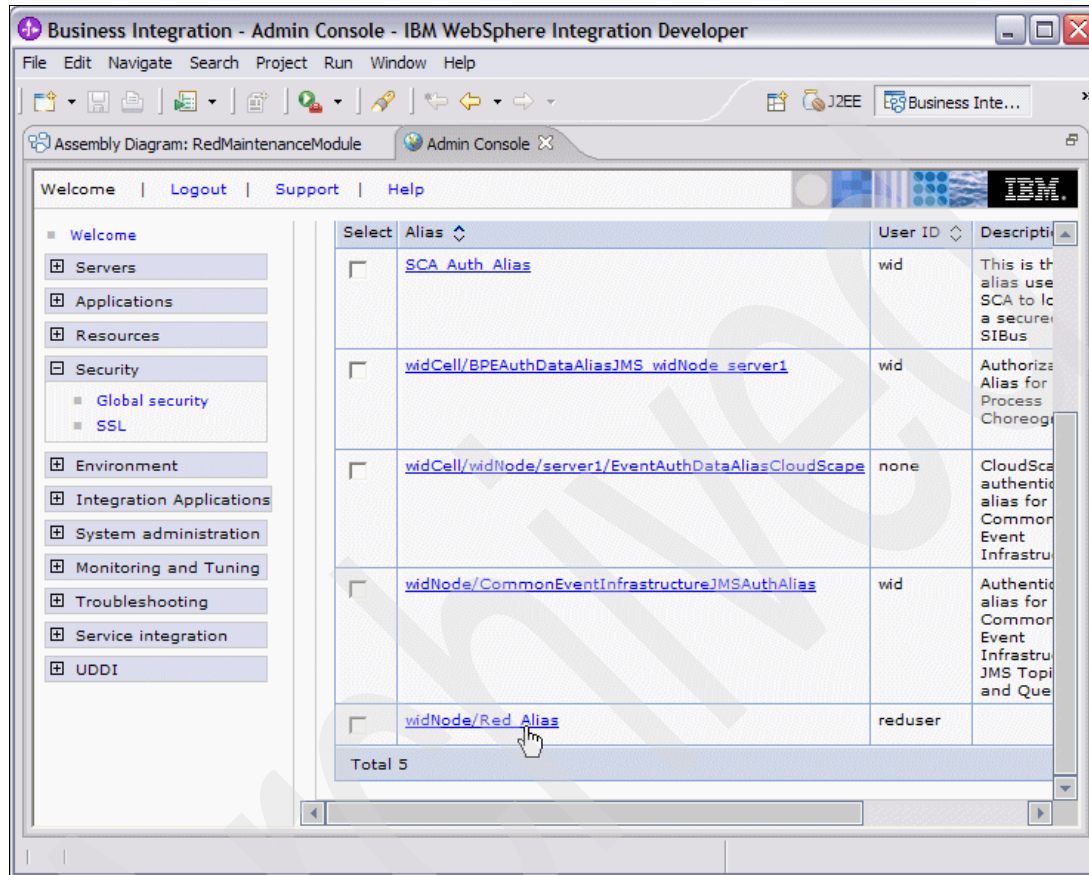 Business Integration - Admin Console - IBM WebSphere Integration Developer
File Edit Navigate Search Project Run Window Help
J2EE Business Inte...
Assembly Diagram: RedMaintenanceModule Admin Console
Welcome | Logout | Support | Help IBM.
Welcome
Servers
Applications
Resources
Security
Global security
SSL
Environment
Integration Applications
System administration
Monitoring and Tuning
Troubleshooting
Service integration
UDDI
Select Alias User ID Descripti
SCA_Auth_Alias wid This is th
alias use
SCA to lo
a secure
SIBus
widCell/BPEAuthDataAliasJMS_widNode_server1 wid Authoriza
Alias for
Process
Choreog
widCell/widNode/server1/EventAuthDataAliasCloudScape none CloudSca
authentic
alias for
Common
Event
Infrastru
widNode/CommonEventInfrastructureJMSAuthAlias wid Authentic
alias for
Common
Event
Infrastru
JMS Topi
and Que
widNode/Red_Alias reduser
Total 5